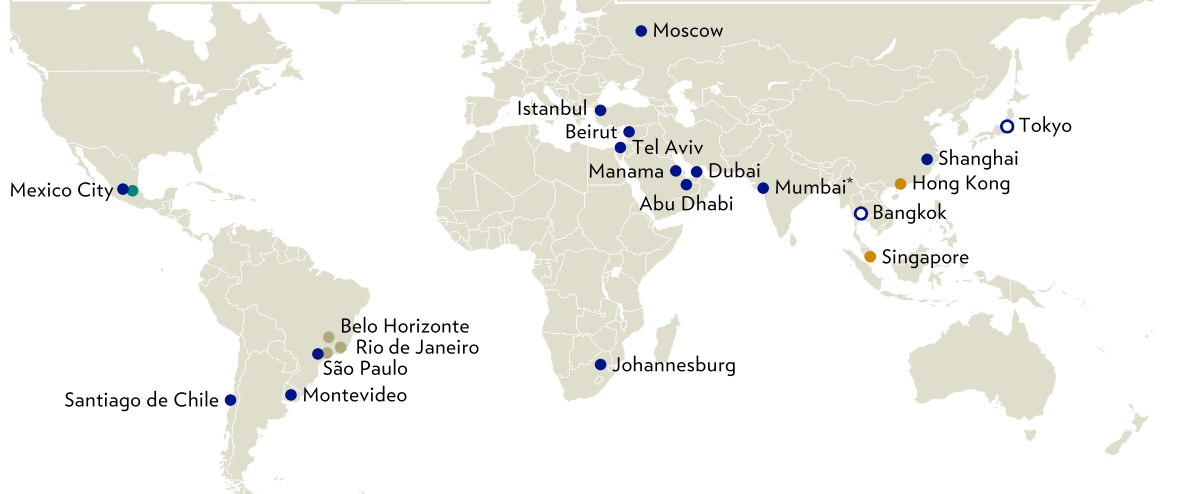 Moscow
Istanbul
Beirut
Tokyo
Tel Aviv
Shanghai
Manama
Dubai
Mexico City
Mumbai*
Hong Kong
Abu Dhabi
Bangkok
Singapore
Belo Horizonte
Rio de Janeiro
São Paulo
Johannesburg
Santiago de Chile
Montevideo